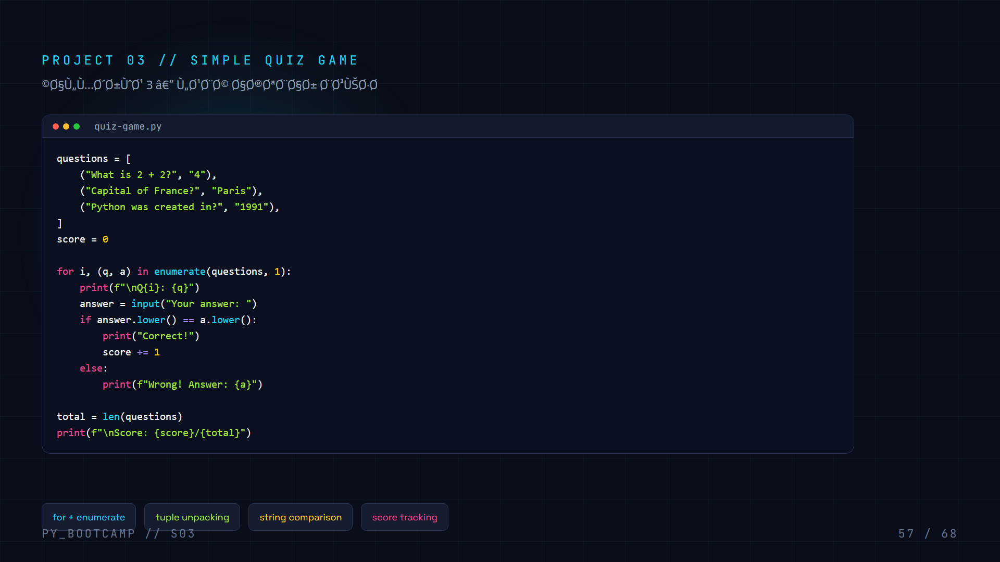 PROJECT 03 // SIMPLE QUIZ GAME
©Ø§Ù„Ù…Ø´Ø±ÙˆØ¹ 3 â€” Ù„Ø¹Ø¨Ø© Ø§Ø®ØªØ¨Ø§Ø± Ø¨Ø³ÙŠØ·Ø
quiz-game.py
questions = [
    ("What is 2 + 2?", "4"),
    ("Capital of France?", "Paris"),
    ("Python was created in?", "1991"),
]
score = 0
for i, (q, a) in enumerate(questions, 1):
    print(f"\nQ{i}: {q}")
    answer = input("Your answer: ")
    if answer.lower() == a.lower():
        print("Correct!")
        score += 1
    else:
        print(f"Wrong! Answer: {a}")
total = len(questions)
print(f"\nScore: {score}/{total}")
for + enumerate
tuple unpacking
string comparison
score tracking
PY_BOOTCAMP // S03
57 / 68